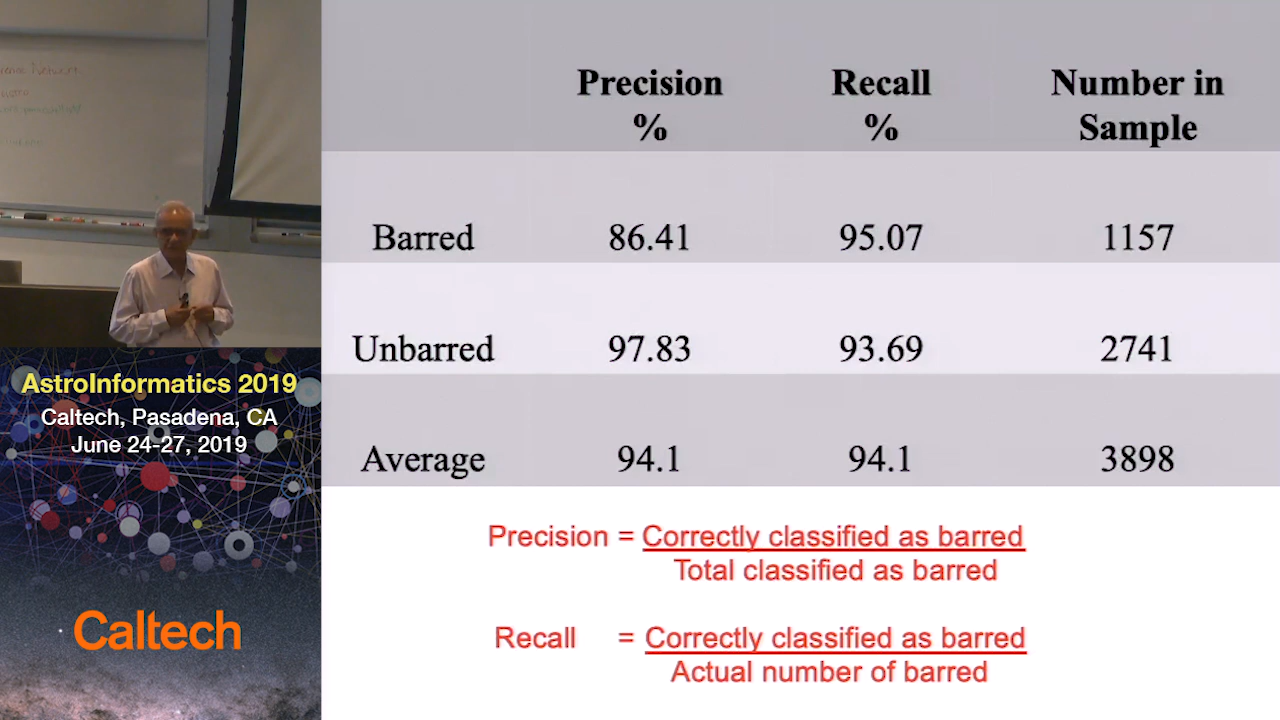 Precision
%
Recall
%
Number in
Sample
Barred 86.41 95.07 1157
Unbarred 97.83 93.69 2741
Average 94.1 94.1 3898
Precision = Correctly classified as barred
Total classified as barred
Recall = Correctly classified as barred
Actual number of barred
AstroInformatics 2019
Caltech, Pasadena, CA
June 24-27, 2019
Caltech